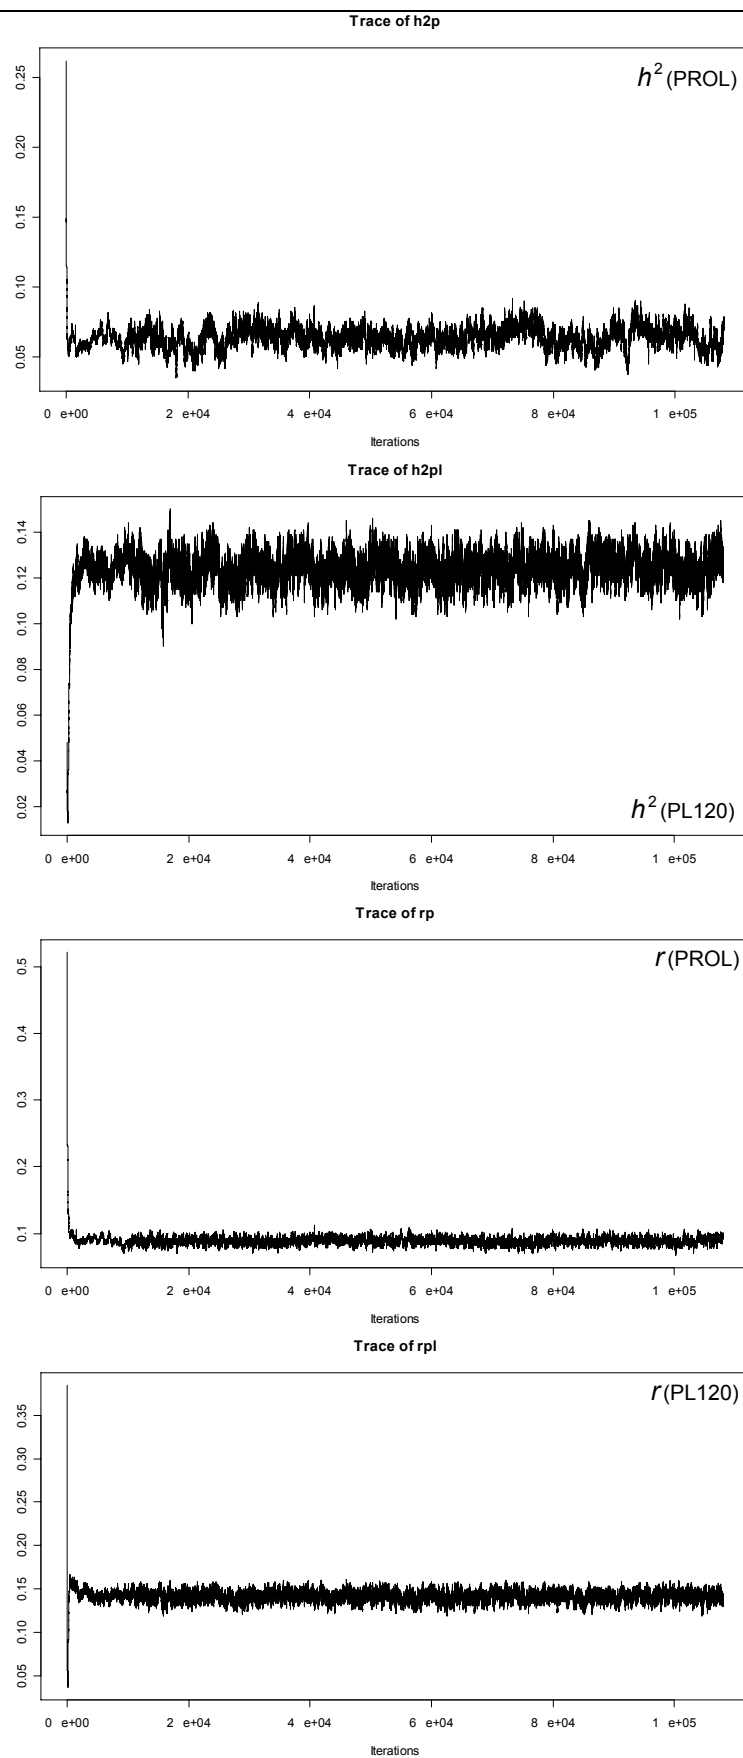 Trace of h2p
h²(PROL)
0.25
0.20
0.15
0.10
0.05
0 e+00 2 e+04 4 e+04 6 e+04 8 e+04 1 e+05
Iterations
Trace of h2pl
0.14
0.12
0.10
0.08
0.06
0.04
0.02
h²(PL120)
0 e+00 2 e+04 4 e+04 6 e+04 8 e+04 1 e+05
Iterations
Trace of rp
r(PROL)
0.5
0.4
0.3
0.2
0.1
0 e+00 2 e+04 4 e+04 6 e+04 8 e+04 1 e+05
Iterations
Trace of rpl
r(PL120)
0.35
0.30
0.25
0.20
0.15
0.10
0.05
0 e+00 2 e+04 4 e+04 6 e+04 8 e+04 1 e+05
Iterations